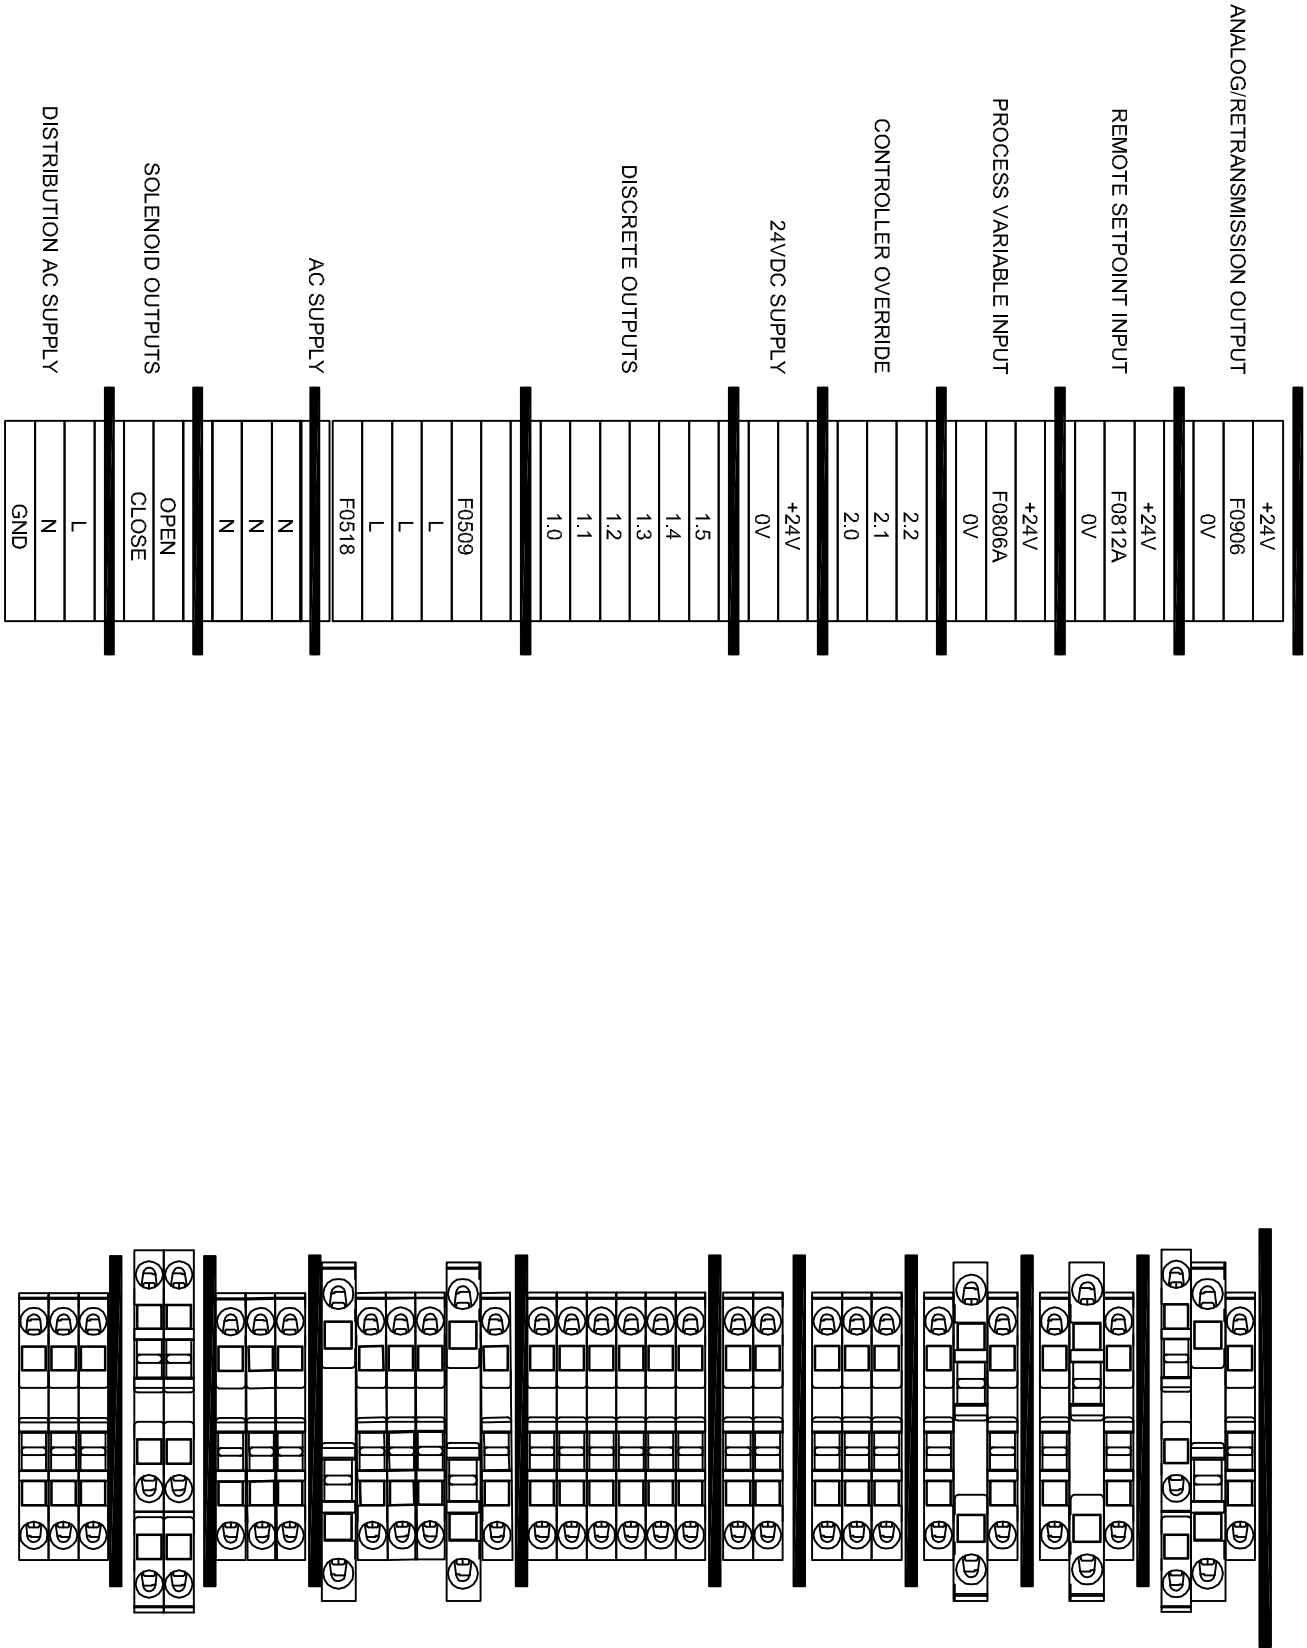 ANALOG/RETRANSMISSION OUTPUT
+24V
F0906
0V
REMOTE SETPOINT INPUT
+24V
F0812A
0V
PROCESS VARIABLE INPUT
+24V
F0806A
0V
CONTROLLER OVERRIDE
2.2
2.1
2.0
24VDC SUPPLY
+24V
0V
DISCRETE OUTPUTS
1.5
1.4
1.3
1.2
1.1
1.0
AC SUPPLY
F0509
L
L
L
F0518
N
N
N
SOLENOID OUTPUTS
OPEN
CLOSE
DISTRIBUTION AC SUPPLY
L
N
GND